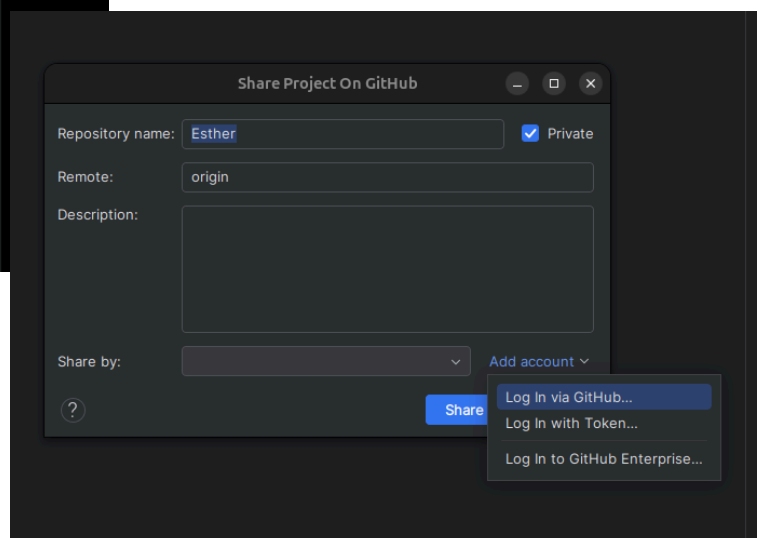 Share Project On GitHub
Repository name: Esther Private
Remote: origin
Description:
Share by: Add account
Log In via GitHub...
? Share
Log In with Token...
Log In to GitHub Enterprise...